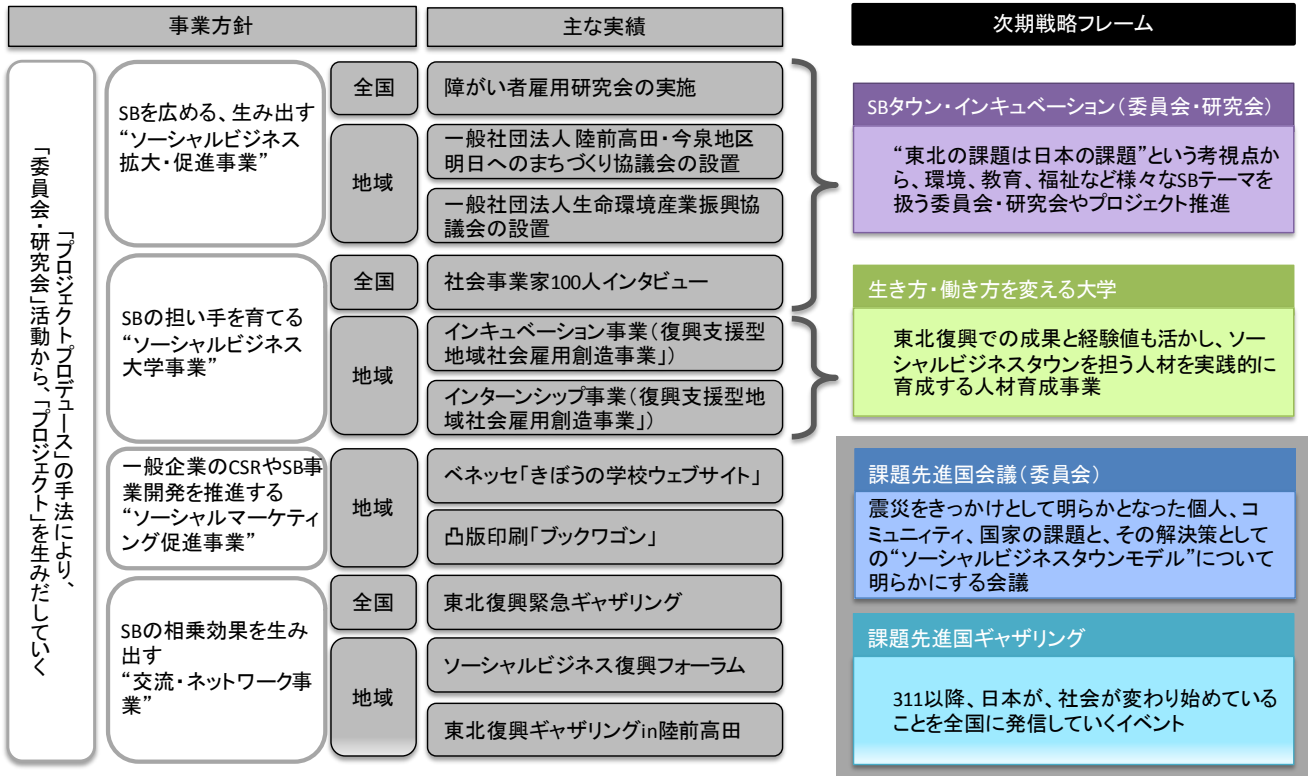 事業方針
主な実績
次期戦略フレーム
「プロジェクトプロデュース」の手法により、
「委員会・研究会」活動から、「プロジェクト」を生みだしていく
SBを広める、生み出す
“ソーシャルビジネス
拡大・促進事業”
全国
障がい者雇用研究会の実施
地域
一般社団法人 陸前高田・今泉地区
明日へのまちづくり協議会の設置
一般社団法人生命環境産業振興協
議会の設置
SBの担い手を育てる
“ソーシャルビジネス
大学事業”
全国
社会事業家100人インタビュー
地域
インキュベーション事業（復興支援型
地域社会雇用創造事業」）
インターンシップ事業（復興支援型地
域社会雇用創造事業」）
一般企業のCSRやSB事
業開発を推進する
“ソーシャルマーケティ
ング促進事業”
地域
ベネッセ「きぼうの学校ウェブサイト」
凸版印刷「ブックワゴン」
SBの相乗効果を生み
出す
“交流・ネットワーク事
業”
全国
東北復興緊急ギャザリング
地域
ソーシャルビジネス復興フォーラム
東北復興ギャザリングin陸前高田
SBタウン・インキュベーション（委員会・研究会）
“東北の課題は日本の課題”という考視点か
ら、環境、教育、福祉など様々なSBテーマを
扱う委員会・研究会やプロジェクト推進
生き方・働き方を変える大学
東北復興での成果と経験値も活かし、ソー
シャルビジネスタウンを担う人材を実践的に
育成する人材育成事業
課題先進国会議（委員会）
震災をきっかけとして明らかとなった個人、コ
ミュニティ、国家の課題と、その解決策として
の“ソーシャルビジネスタウンモデル”について
明らかにする会議
課題先進国ギャザリング
311以降、日本が、社会が変わり始めている
ことを全国に発信していくイベント